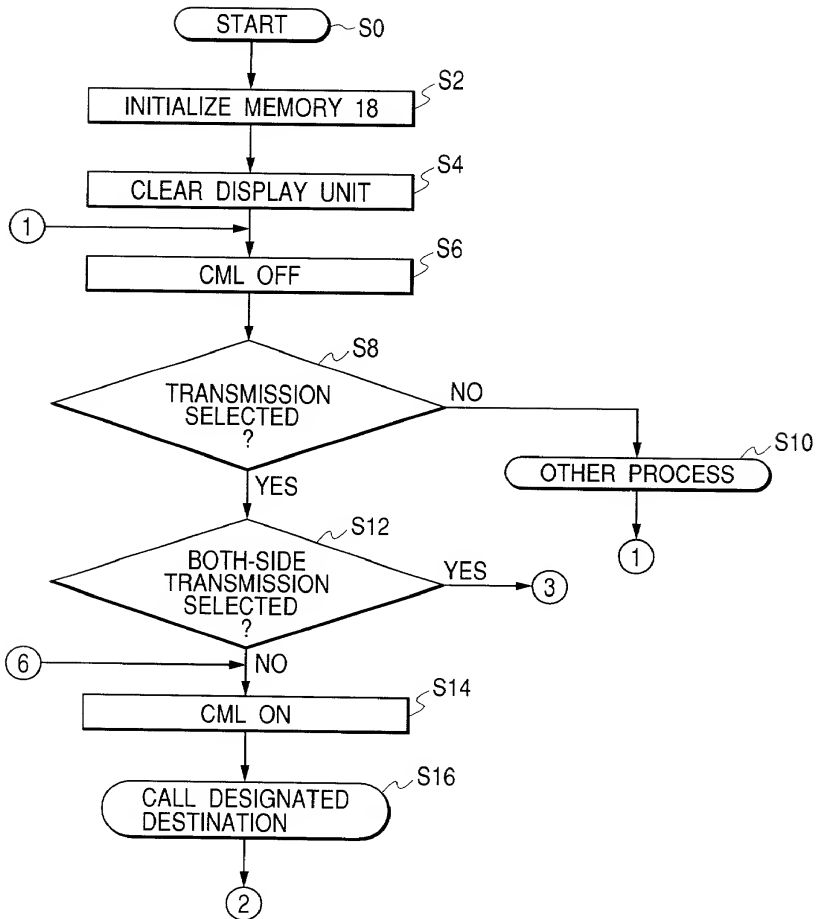 START
S0
INITIALIZE MEMORY 18
S2
CLEAR DISPLAY UNIT
S4
1
CML OFF
S6
TRANSMISSION
SELECTED
?
S8
NO
OTHER PROCESS
S10
1
YES
BOTH-SIDE
TRANSMISSION
SELECTED
?
S12
YES
3
NO
6
CML ON
S14
CALL DESIGNATED
DESTINATION
S16
2